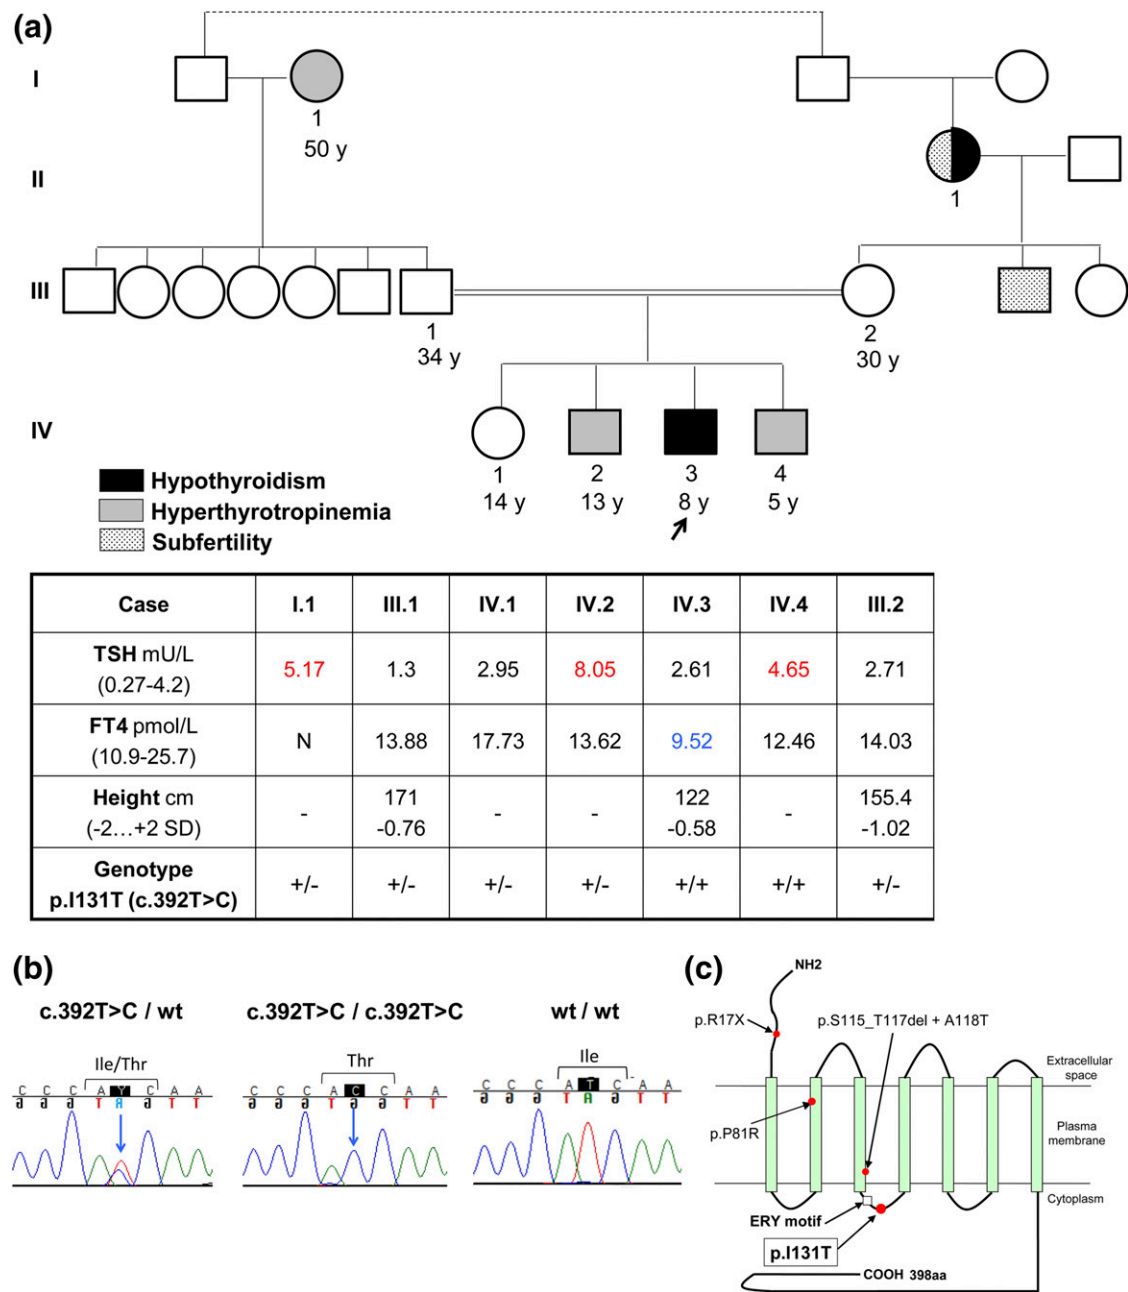 (a)
I
1
50 y
II
1
III
1
34 y
2
30 y
IV
1
14 y
2
13 y
3
8 y
4
5 y
Hypothyroidism
Hyperthyrotropinemia
Subfertility
Case I.1 III.1 IV.1 IV.2 IV.3 IV.4 III.2
TSH mU/L
(0.27-4.2) 5.17 1.3 2.95 8.05 2.61 4.65 2.71
FT4 pmol/L
(10.9-25.7) N 13.88 17.73 13.62 9.52 12.46 14.03
Height cm
(-2...+2 SD) - 171 -0.76 - - 122 -0.58 - 155.4 -1.02
Genotype
p.I131T (c.392T>C) +/- +/- +/- +/- +/+ +/+ +/-
(b)
c.392T>C / wt
Ile/Thr
C C C A Y C A A
c.392T>C / c.392T>C
Thr
C C C A C C A A
wt / wt
Ile
C C C A T C A A
(c)
NH2
p.R17X
p.S115_T117del + A118T
Extracellular
space
p.P81R
Plasma
membrane
Cytoplasm
ERY motif
p.I131T
COOH 398aa